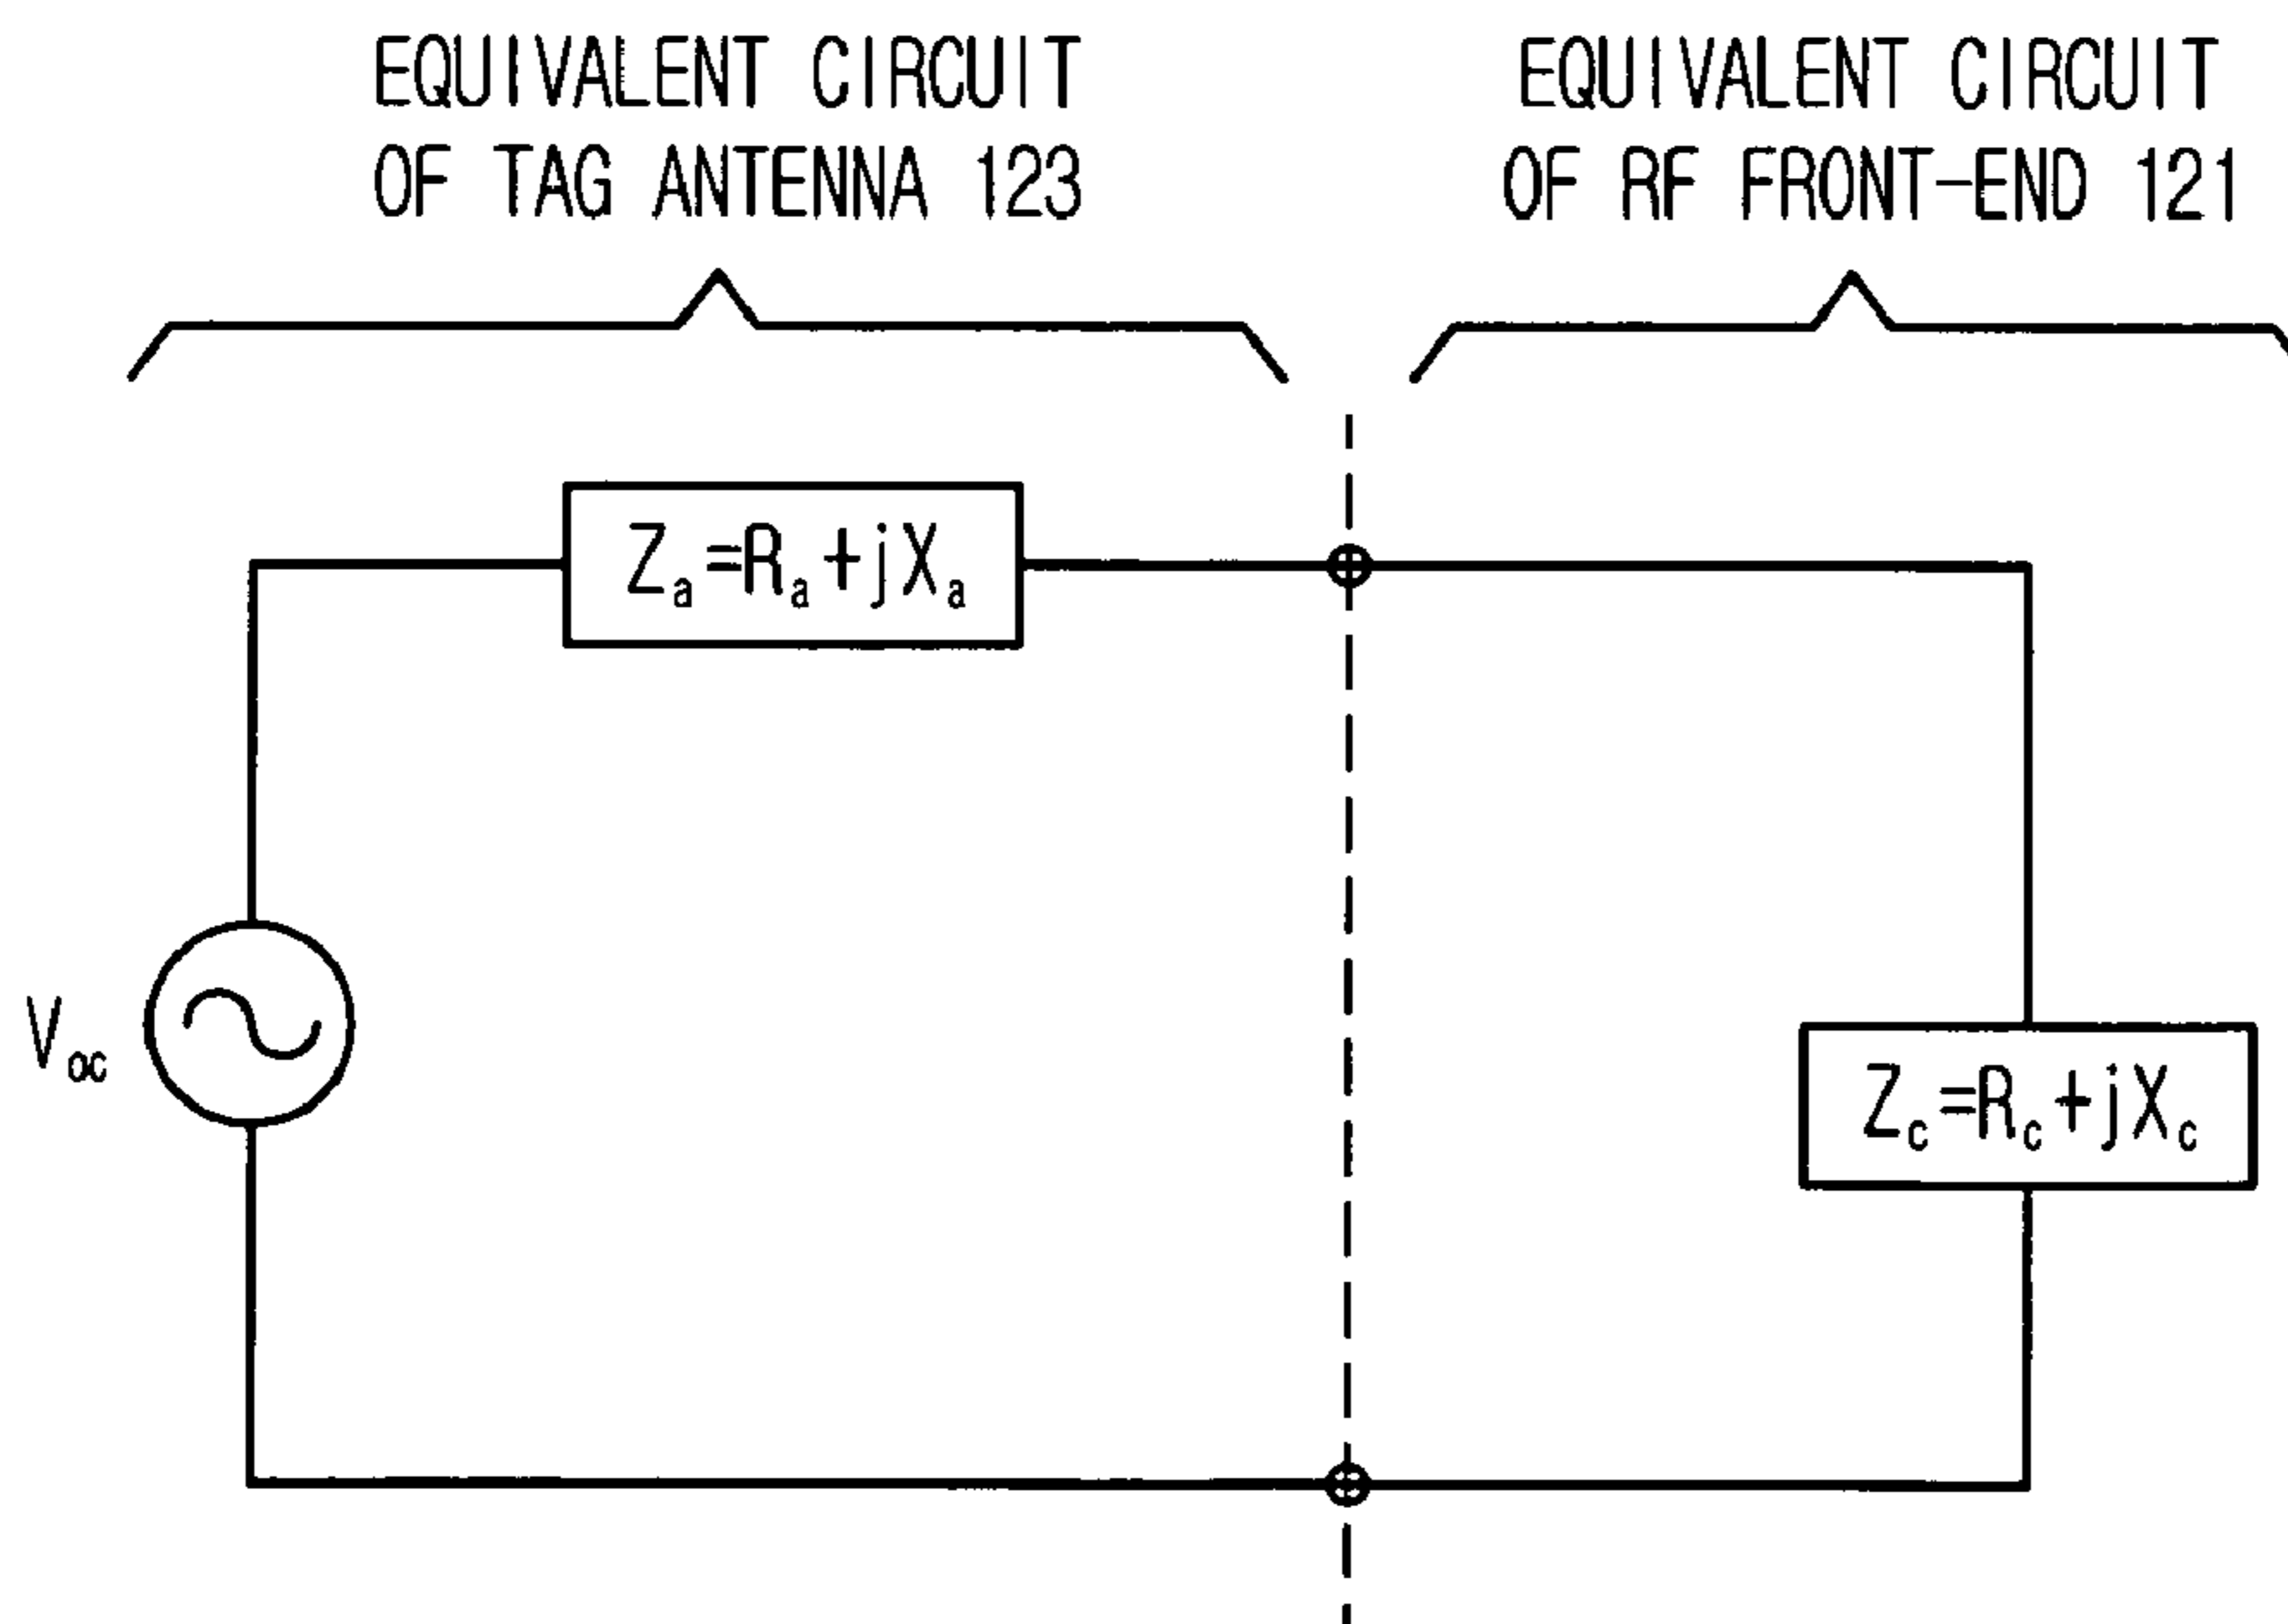 EQUIVALENT CIRCUIT
OF TAG ANTENNA 123
EQUIVALENT CIRCUIT
OF RF FRONT-END 121
Za=Ra+jXa
Voc
Zc=Rc+jXc